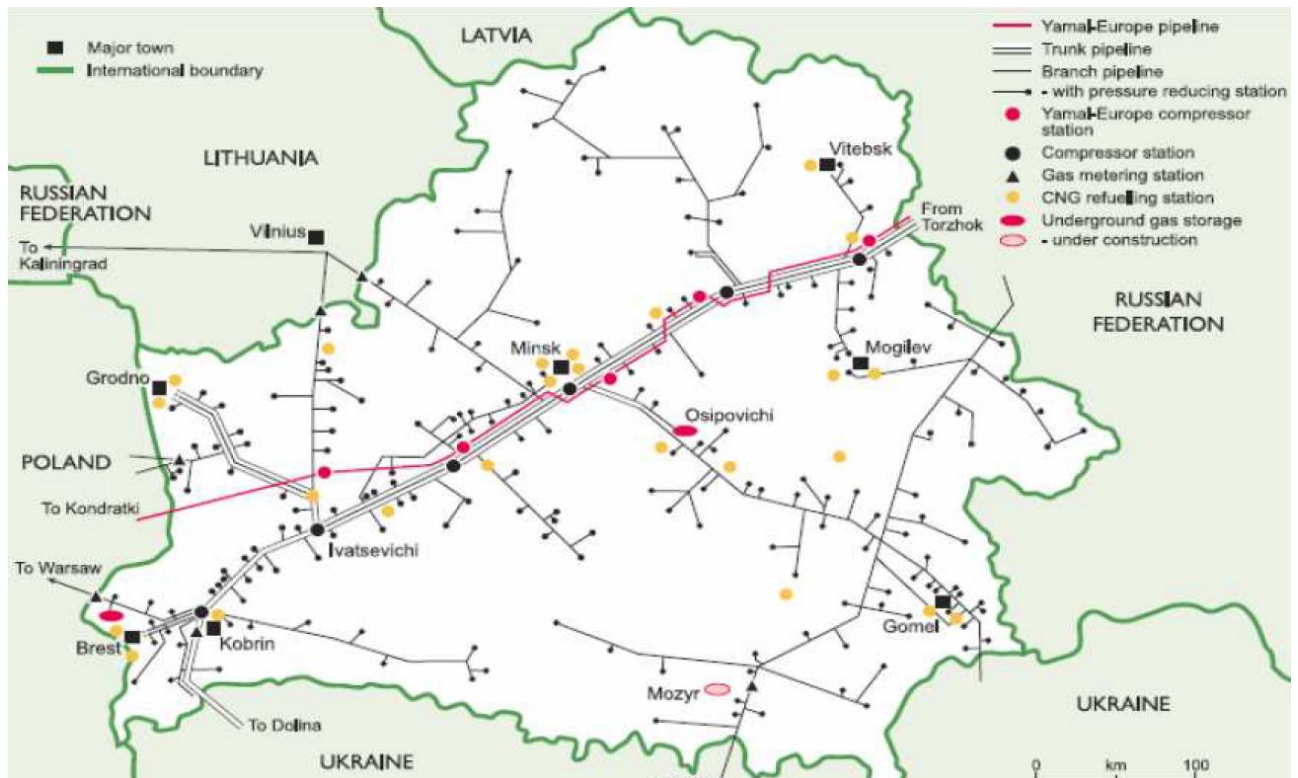 Major town
International boundary
LATVIA
Yamal-Europe pipeline
Trunk pipeline
Branch pipeline
- with pressure reducing station
Yamal-Europe compressor
station
Compressor station
Gas metering station
CNG refuelling station
Underground gas storage
- under construction
LITHUANIA
Vitebsk
RUSSIAN
FEDERATION
From
Torzhok
Vilnius
To
Kaliningrad
RUSSIAN
FEDERATION
Minsk
Mogilev
Grodno
Osipovichi
POLAND
To Kondratki
Ivatsevichi
To Warsaw
Brest
Kobrin
Gomel
Mozyr
To Dolina
UKRAINE
UKRAINE
0 km 100